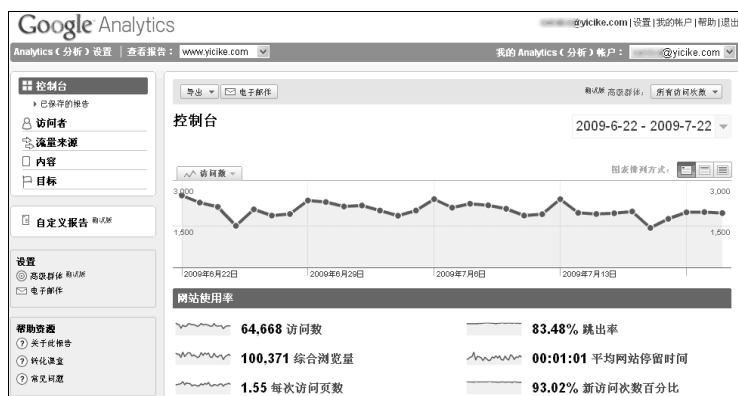 Google Analytics
@yicike.com | 设置 | 我的帐户 | 帮助 | 退出
Analytics（分析）设置 | 查看报告： www.yicike.com 我的 Analytics（分析）帐户： @yicike.com
控制台
已保存的报告
访问者
流量来源
内容
目标
自定义报告 测试版
设置
高级群体 测试版
电子邮件
帮助资源
关于此报告
转化课堂
常见问题
导出 电子邮件 测试版 高级群体： 所有访问次数
控制台 2009-6-22 - 2009-7-22
访问数 图表排列方式：
3,000 3,000
1,500 1,500
2009年6月22日 2009年6月29日 2009年7月6日 2009年7月13日
网站使用率
64,668 访问数 83.48% 跳出率
100,371 综合浏览量 00:01:01 平均网站停留时间
1.55 每次访问页数 93.02% 新访问次数百分比